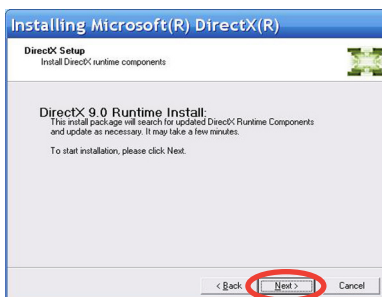 Installing Microsoft(R) DirectX(R)
DirectX Setup
Install DirectX runtime components
DirectX 9.0 Runtime Install:
This install package will search for updated DirectX Runtime Components
and update as necessary. It may take a few minutes.
To start installation, please click Next.
< Back Next > Cancel